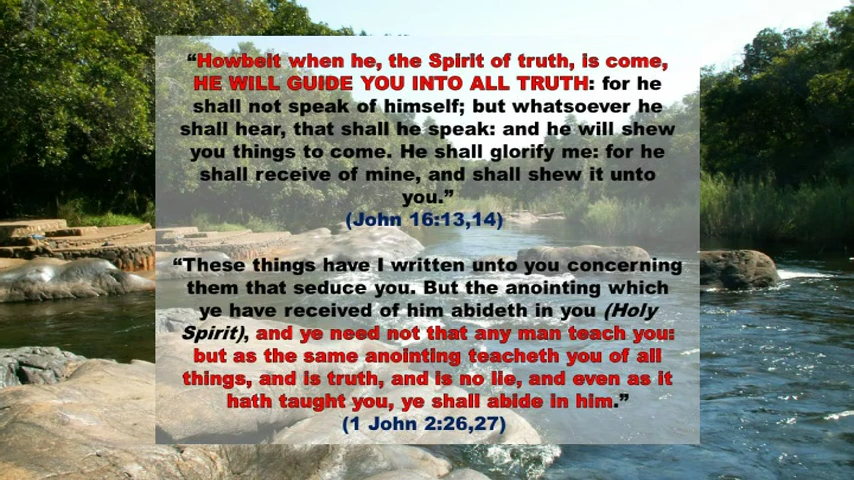 “Howbeit when he, the Spirit of truth, is come,
HE WILL GUIDE YOU INTO ALL TRUTH: for he
shall not speak of himself; but whatsoever he
shall hear, that shall he speak: and he will shew
you things to come. He shall glorify me: for he
shall receive of mine, and shall shew it unto
you.”
(John 16:13,14)
“These things have I written unto you concerning
them that seduce you. But the anointing which
ye have received of him abideth in you (Holy
Spirit), and ye need not that any man teach you:
but as the same anointing teacheth you of all
things, and is truth, and is no lie, and even as it
hath taught you, ye shall abide in him.”
(1 John 2:26,27)